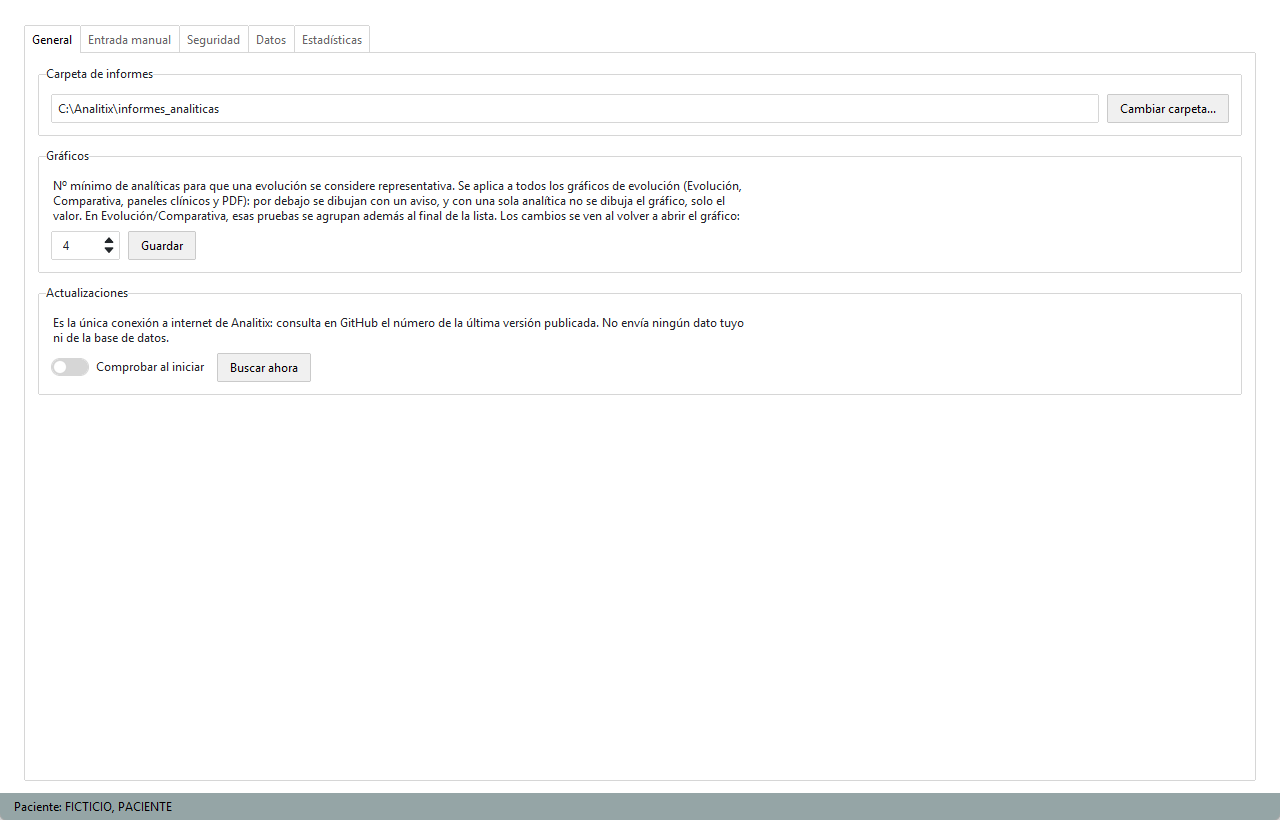 General
Entrada manual
Seguridad
Datos
Estadísticas
Carpeta de informes
C:\Analitix\informes_analiticas
Cambiar carpeta...
Gráficos
Nº mínimo de analíticas para que una evolución se considere representativa. Se aplica a todos los gráficos de evolución (Evolución,
Comparativa, paneles clínicos y PDF): por debajo se dibujan con un aviso, y con una sola analítica no se dibuja el gráfico, solo el
valor. En Evolución/Comparativa, esas pruebas se agrupan además al final de la lista. Los cambios se ven al volver a abrir el gráfico:
4
Guardar
Actualizaciones
Es la única conexión a internet de Analitix: consulta en GitHub el número de la última versión publicada. No envía ningún dato tuyo
ni de la base de datos.
Comprobar al iniciar
Buscar ahora
Paciente: FICTICIO, PACIENTE